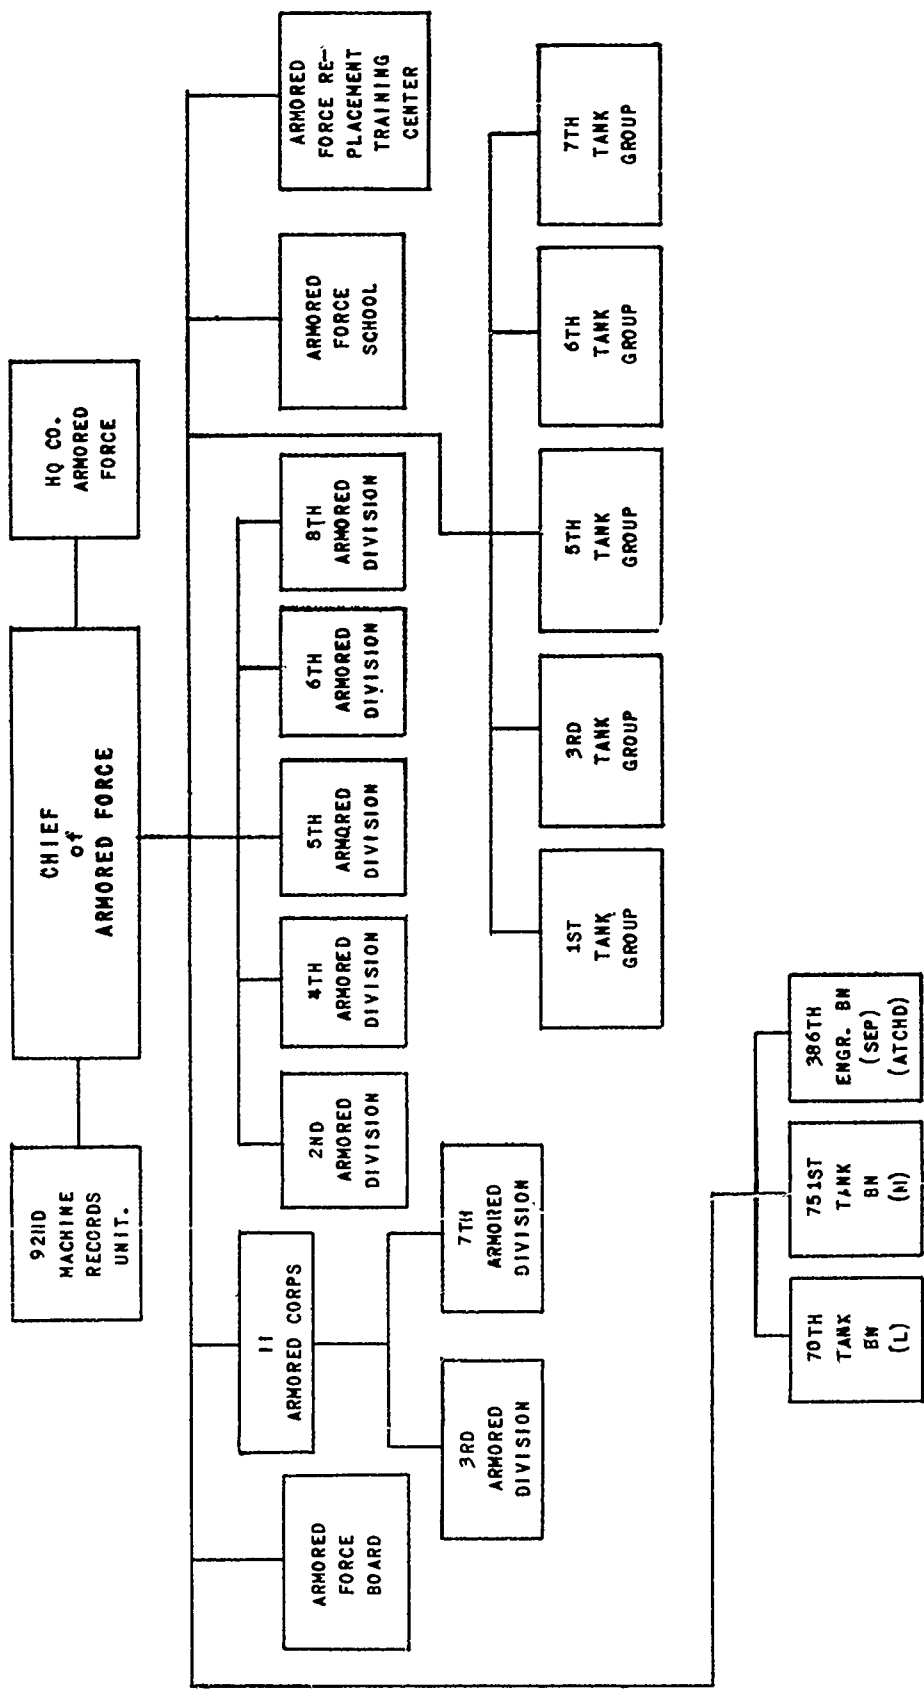 92ND
MACHINE
RECORDS
UNIT.
CHIEF
of
ARMORED FORCE
HQ CO.
ARMORED
FORCE
ARMORED
FORCE
BOARD
II
ARMORED CORPS
2ND
ARMORED
DIVISION
4TH
ARMORED
DIVISION
5TH
ARMORED
DIVISION
6TH
ARMORED
DIVISION
8TH
ARMORED
DIVISION
ARMORED
FORCE
SCHOOL
ARMORED
FORCE RE-
PLACEMENT
TRAINING
CENTER
3RD
ARMORED
DIVISION
7TH
ARMORED
DIVISION
1ST
TANK
GROUP
3RD
TANK
GROUP
5TH
TANK
GROUP
6TH
TANK
GROUP
7TH
TANK
GROUP
70TH
TANK
BN
(L)
751ST
TANK
BN
(M)
386TH
ENGR. BN
(SEP)
(ATCHD)